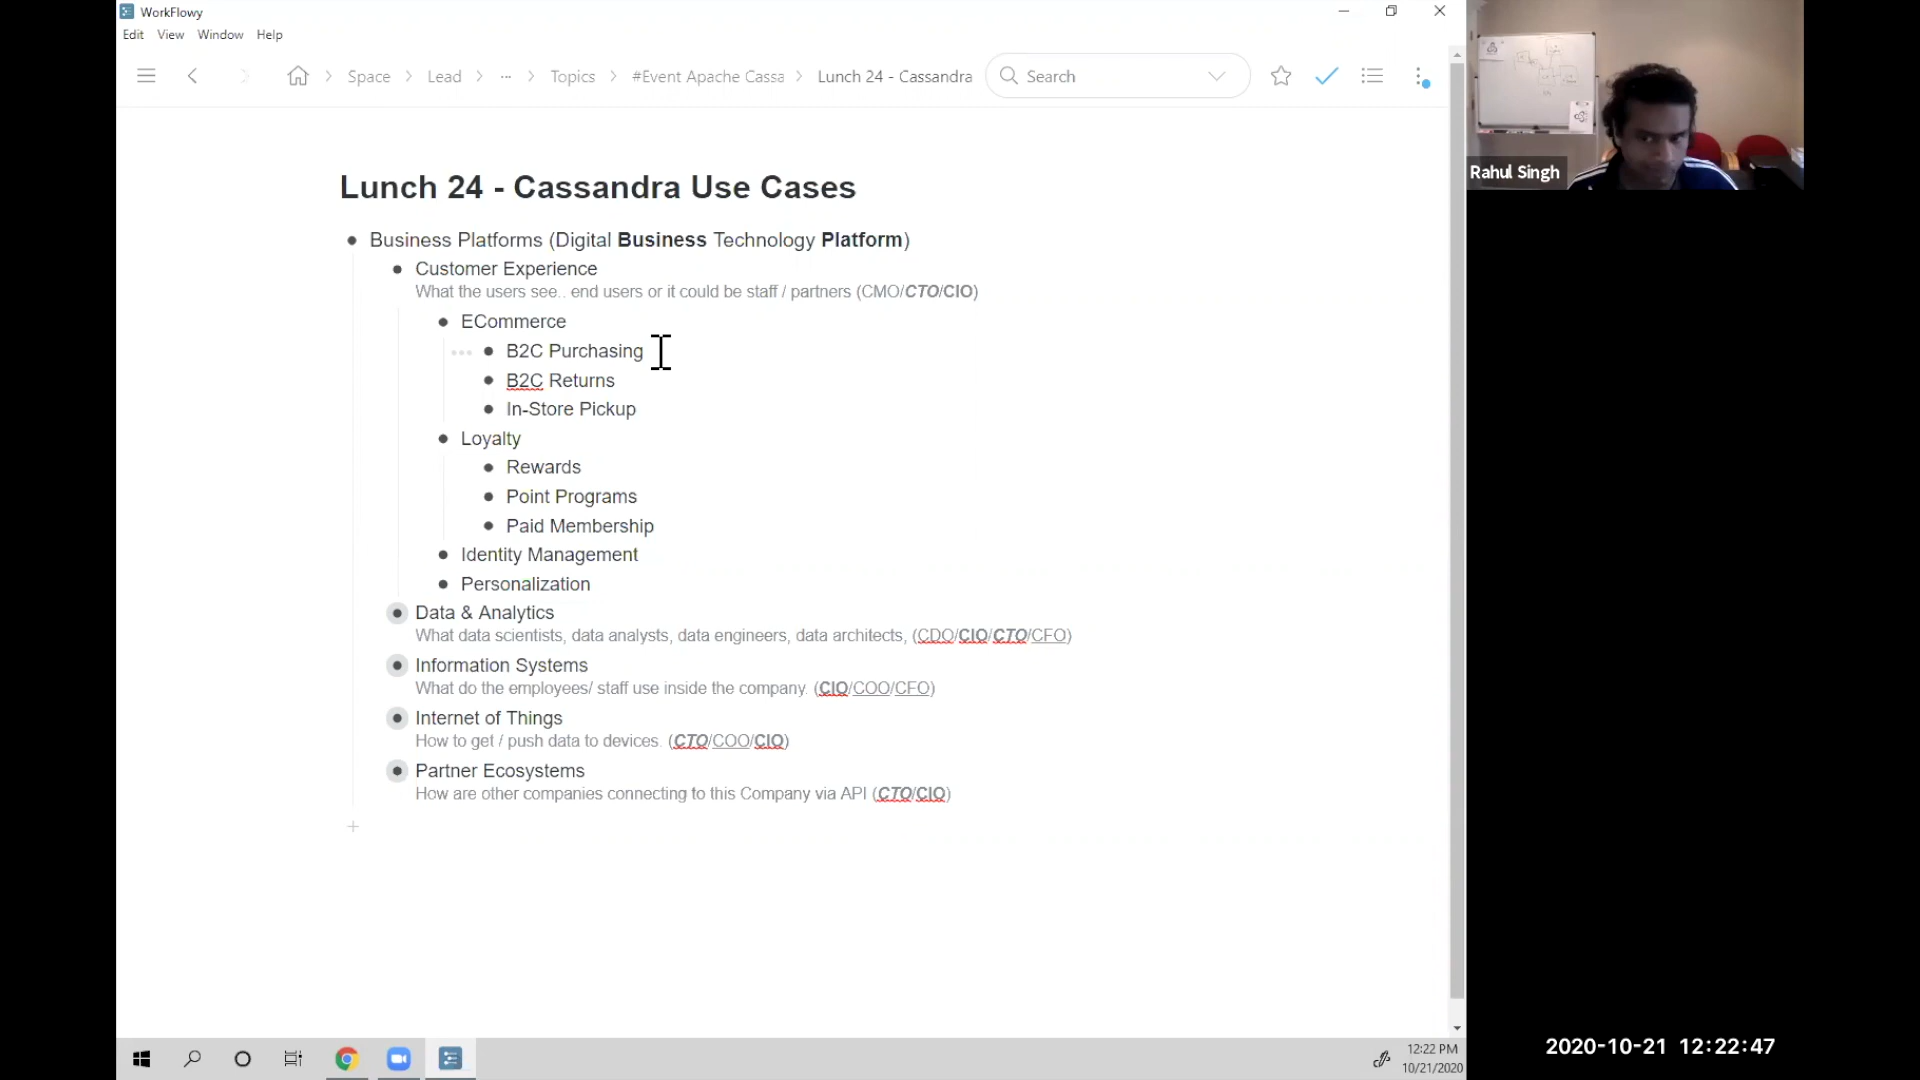 WorkFlowy
Edit View Window Help
Space Lead ... Topics #Event Apache Cassa Lunch 24 - Cassandra Search
Lunch 24 - Cassandra Use Cases
Business Platforms (Digital Business Technology Platform)
Customer Experience
What the users see.. end users or it could be staff / partners (CMO/CTO/CIO)
ECommerce
B2C Purchasing
B2C Returns
In-Store Pickup
Loyalty
Rewards
Point Programs
Paid Membership
Identity Management
Personalization
Data & Analytics
What data scientists, data analysts, data engineers, data architects, (CDO/CIO/CTO/CFO)
Information Systems
What do the employees/ staff use inside the company. (CIO/COO/CFO)
Internet of Things
How to get / push data to devices. (CTO/COO/CIO)
Partner Ecosystems
How are other companies connecting to this Company via API (CTO/CIO)
Rahul Singh
12:22 PM
10/21/2020
2020-10-21 12:22:47